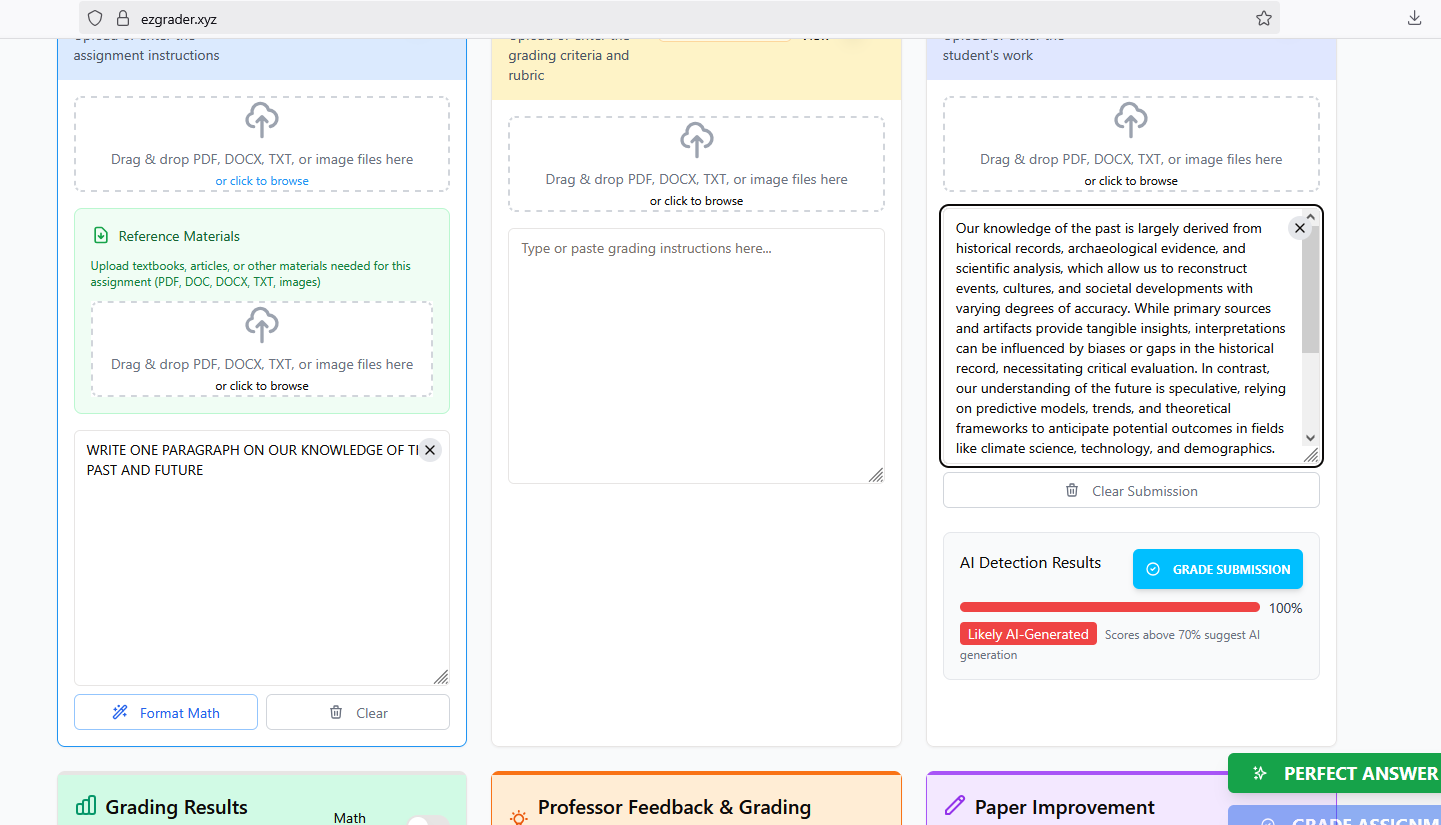 ezgrader.xyz
assignment instructions
grading criteria and
rubric
student's work
Drag & drop PDF, DOCX, TXT, or image files here
or click to browse
Reference Materials
Upload textbooks, articles, or other materials needed for this
assignment (PDF, DOC, DOCX, TXT, images)
Drag & drop PDF, DOCX, TXT, or image files here
or click to browse
WRITE ONE PARAGRAPH ON OUR KNOWLEDGE OF
PAST AND FUTURE
Format Math
Clear
Drag & drop PDF, DOCX, TXT, or image files here
or click to browse
Type or paste grading instructions here...
Drag & drop PDF, DOCX, TXT, or image files here
or click to browse
Our knowledge of the past is largely derived from
historical records, archaeological evidence, and
scientific analysis, which allow us to reconstruct
events, cultures, and societal developments with
varying degrees of accuracy. While primary sources
and artifacts provide tangible insights, interpretations
can be influenced by biases or gaps in the historical
record, necessitating critical evaluation. In contrast,
our understanding of the future is speculative, relying
on predictive models, trends, and theoretical
frameworks to anticipate potential outcomes in fields
like climate science, technology, and demographics.
Clear Submission
AI Detection Results
GRADE SUBMISSION
100%
Likely AI-Generated Scores above 70% suggest AI
generation
PERFECT ANSWER
Grading Results
Math
Professor Feedback & Grading
Paper Improvement